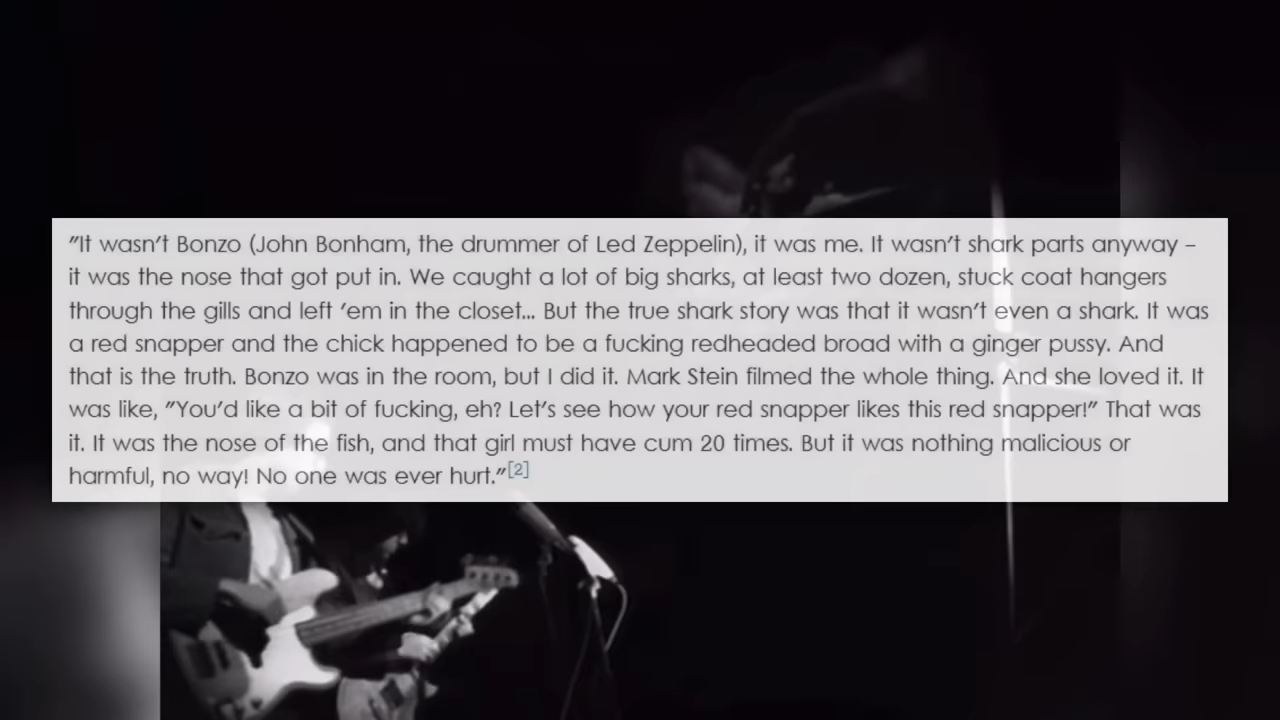 "It wasn't Bonzo (John Bonham, the drummer of Led Zeppelin), it was me. It wasn't shark parts anyway –
it was the nose that got put in. We caught a lot of big sharks, at least two dozen, stuck coat hangers
through the gills and left 'em in the closet... But the true shark story was that it wasn't even a shark. It was
a red snapper and the chick happened to be a fucking redheaded broad with a ginger pussy. And
that is the truth. Bonzo was in the room, but I did it. Mark Stein filmed the whole thing. And she loved it. It
was like, "You'd like a bit of fucking, eh? Let's see how your red snapper likes this red snapper!" That was
it. It was the nose of the fish, and that girl must have cum 20 times. But it was nothing malicious or
harmful, no way! No one was ever hurt."[2]